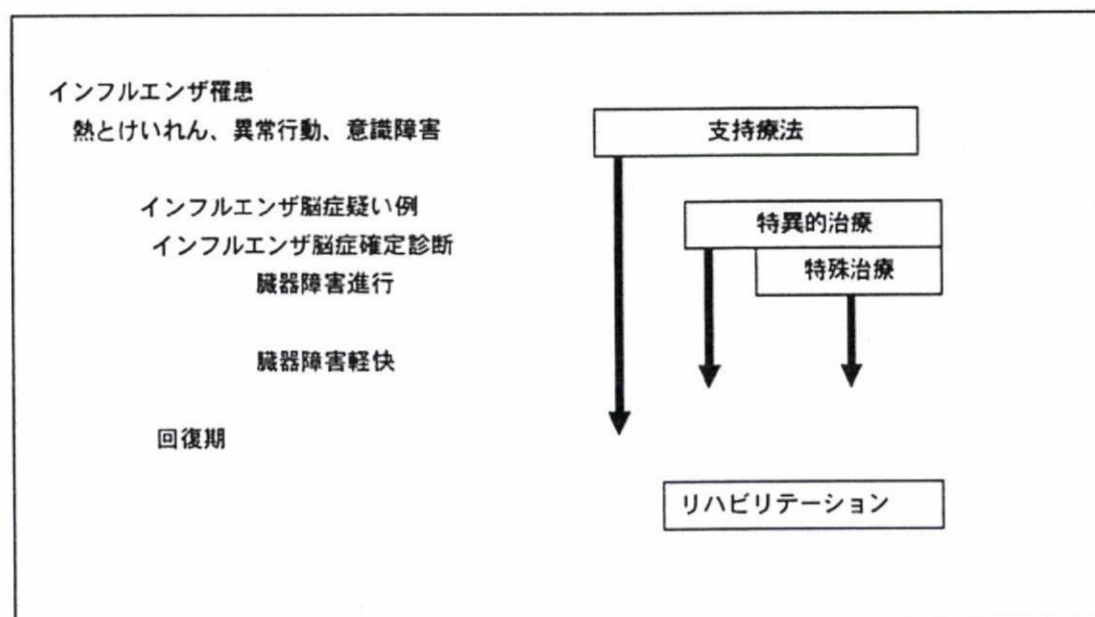 インフルエンザ罹患
熱とけいれん、異常行動、意識障害
支持療法
インフルエンザ脳症疑い例
特異的治療
インフルエンザ脳症確定診断
特殊治療
臓器障害進行
臓器障害軽快
回復期
リハビリテーション